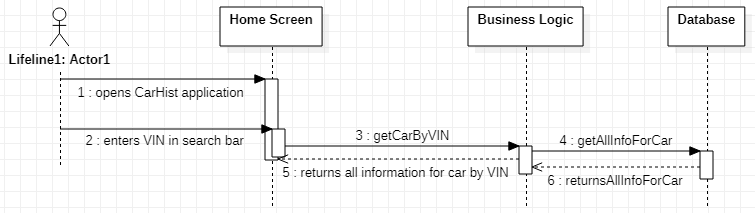 Home Screen
Business Logic
Database
Lifeline1: Actor1
1 : opens CarHist application
2 : enters VIN in search bar
3 : getCarByVIN
4 : getAllInfoForCar
5 : returns all information for car by VIN
6 : returnsAllInfoForCar